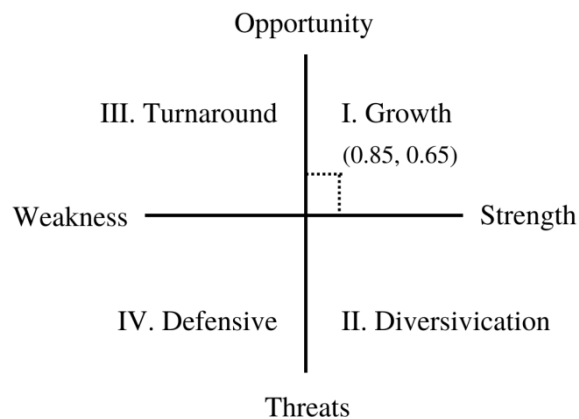 Opportunity
III. Turnaround
I. Growth
(0.85, 0.65)
Weakness
Strength
IV. Defensive
II. Diversivication
Threats